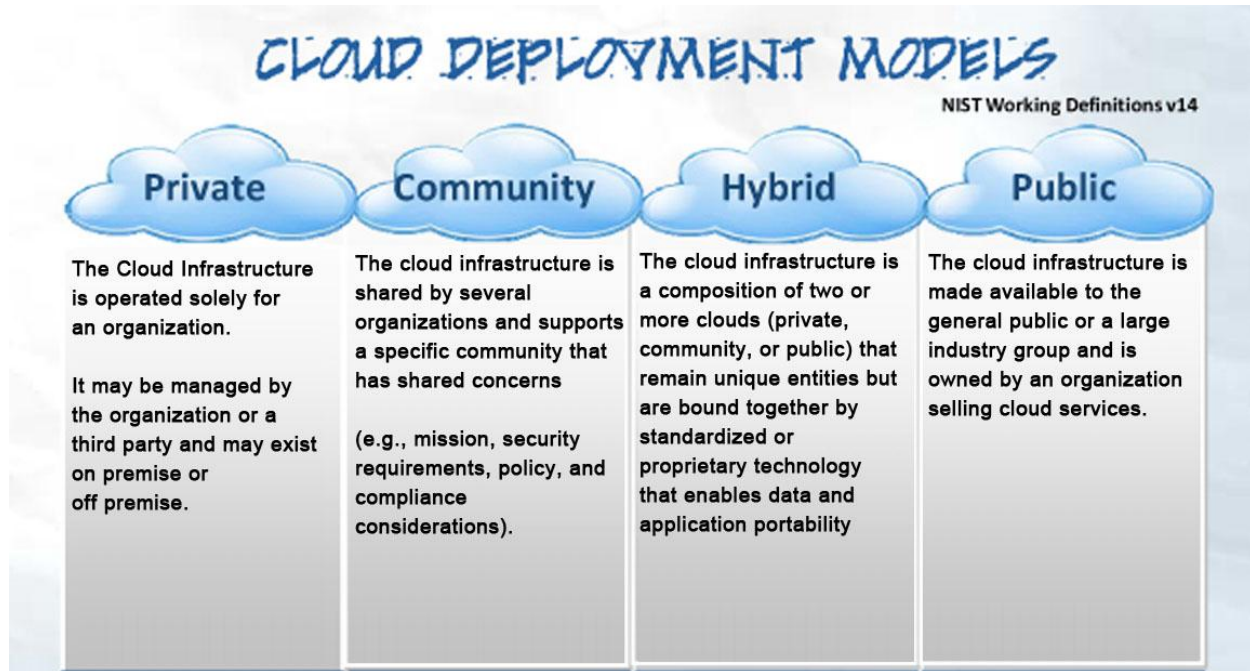 CLOUD DEPLOYMENT MODELS
NIST Working Definitions v14
Private
The Cloud Infrastructure
is operated solely for
an organization.
It may be managed by
the organization or a
third party and may exist
on premise or
off premise.
Community
The cloud infrastructure is
shared by several
organizations and supports
a specific community that
has shared concerns
(e.g., mission, security
requirements, policy, and
compliance
considerations).
Hybrid
The cloud infrastructure is
a composition of two or
more clouds (private,
community, or public) that
remain unique entities but
are bound together by
standardized or
proprietary technology
that enables data and
application portability
Public
The cloud infrastructure is
made available to the
general public or a large
industry group and is
owned by an organization
selling cloud services.